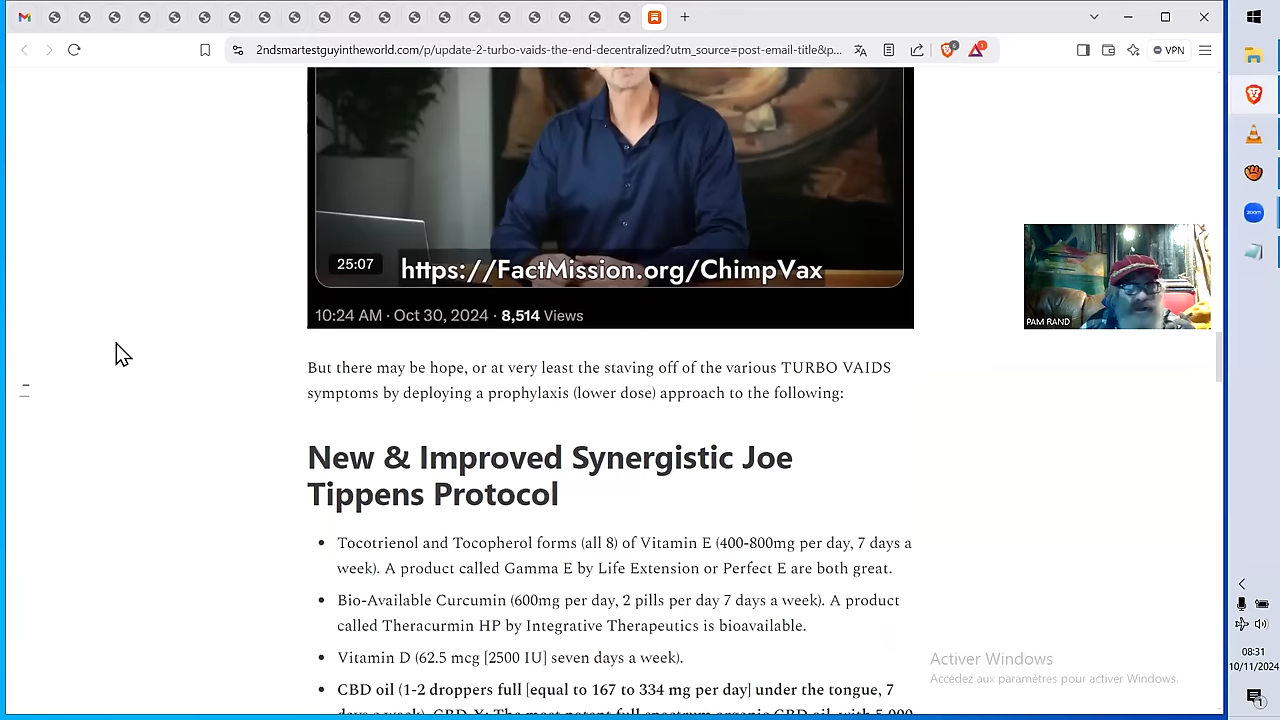 2ndsmartestguyintheworld.com/p/update-2-turbo-vaids-the-end-decentralized?utm_source=post-email-title&p...
VPN
25:07
https://FactMission.org/ChimpVax
10:24 AM · Oct 30, 2024 · 8,514 Views
PAM RAND
But there may be hope, or at very least the staving off of the various TURBO VAIDS
symptoms by deploying a prophylaxis (lower dose) approach to the following:
New & Improved Synergistic Joe
Tippens Protocol
• Tocotrienol and Tocopherol forms (all 8) of Vitamin E (400-800mg per day, 7 days a
week). A product called Gamma E by Life Extension or Perfect E are both great.
• Bio-Available Curcumin (600mg per day, 2 pills per day 7 days a week). A product
called Theracurmin HP by Integrative Therapeutics is bioavailable.
• Vitamin D (62.5 mcg [2500 IU] seven days a week).
• CBD oil (1-2 droppers full [equal to 167 to 334 mg per day] under the tongue, 7
Activer Windows
Accédez aux paramètres pour activer Windows.
zoom
08:31
10/11/2024